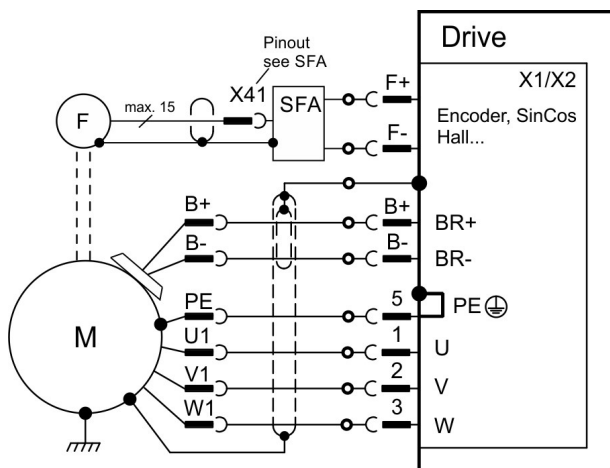 Drive
Pinout
see SFA
X1/X2
X41
SFA
F+
max. 15
F
Encoder, SinCos
Hall...
F-
B+
B+
BR+
B-
B-
BR-
PE
5
PE
M
U1
1
U
V1
2
V
W1
3
W